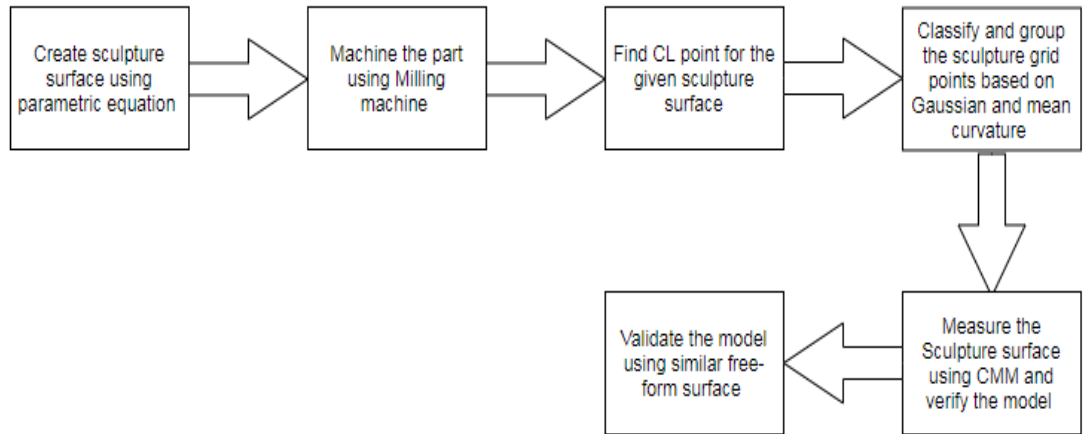 Create sculpture
surface using
parametric equation
Machine the part
using Milling
machine
Find CL point for the
given sculpture
surface
Classify and group
the sculpture grid
points based on
Gaussian and mean
curvature
Measure the
Sculpture surface
using CMM and
verify the model
Validate the model
using similar free-
form surface